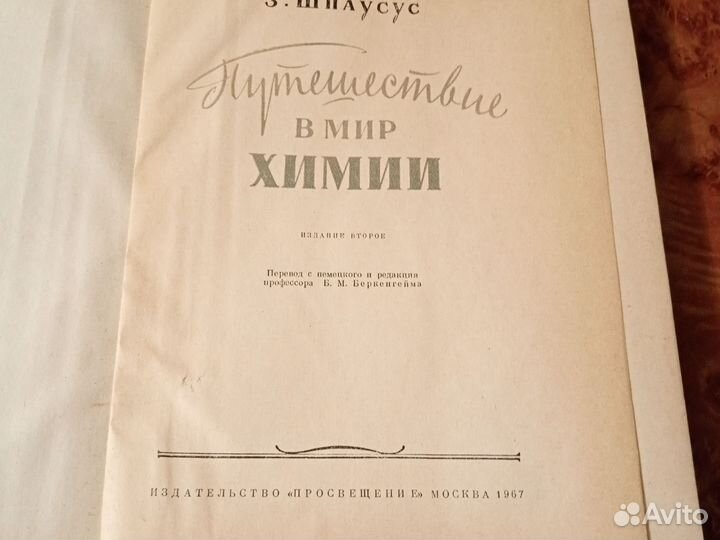 З. ШПАУСУС
Путешествие
В МИР
ХИМИИ
ИЗДАНИЕ ВТОРОЕ
Перевод с немецкого и редакция
профессора Б. М. Беркенгейма
ИЗДАТЕЛЬСТВО «ПРОСВЕЩЕНИЕ» МОСКВА 1967
Avito